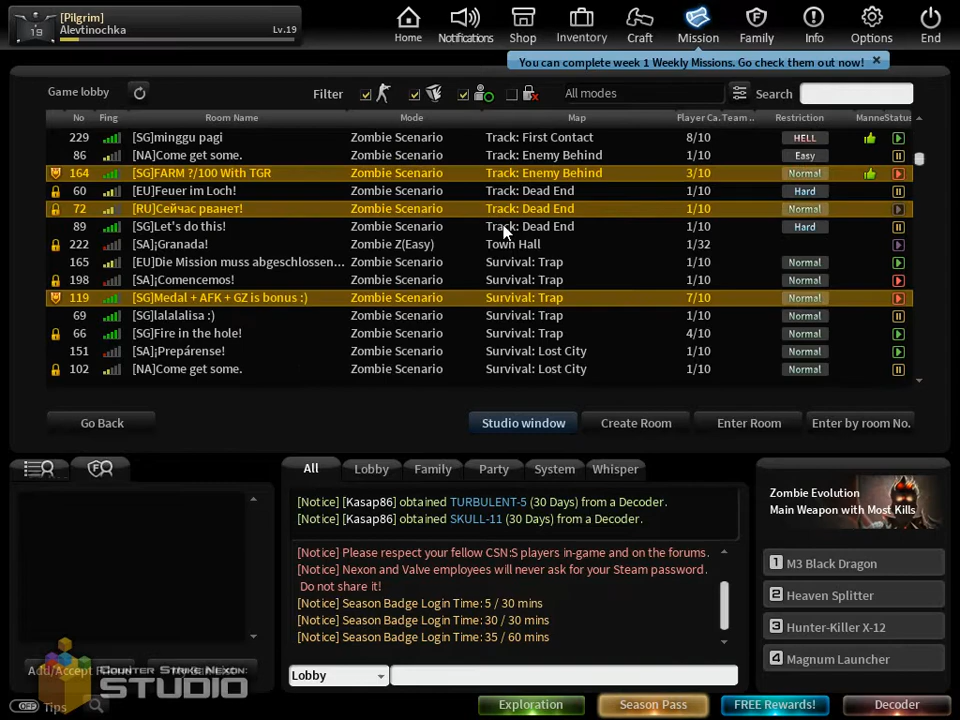 [Pilgrim]
Alevtinochka
19
Lv.19
Home Notifications Shop Inventory Craft Mission Family Info Options End
You can complete week 1 Weekly Missions. Go check them out now!
Game lobby
Filter
All modes
Search
No Ping Room Name Mode Map Player Ca. Team .. Restriction Manne Status
229 [SG]minggu pagi Zombie Scenario Track: First Contact 8/10 HELL
86 [NA]Come get some. Zombie Scenario Track: Enemy Behind 1/10 Easy
164 [SG]FARM ?/100 With TGR Zombie Scenario Track: Enemy Behind 3/10 Normal
60 [EU]Feuer im Loch! Zombie Scenario Track: Dead End 1/10 Hard
72 [RU]Сейчас рванет! Zombie Scenario Track: Dead End 1/10 Normal
89 [SG]Let's do this! Zombie Scenario Track: Dead End 1/10 Hard
222 [SA]¡Granada! Zombie Z(Easy) Town Hall 1/32
165 [EU]Die Mission muss abgeschlossen... Zombie Scenario Survival: Trap 1/10 Normal
198 [SA]¡Comencemos! Zombie Scenario Survival: Trap 1/10 Normal
119 [SG]Medal + AFK + GZ is bonus :) Zombie Scenario Survival: Trap 7/10 Normal
69 [SG]lalalalisa :) Zombie Scenario Survival: Trap 1/10 Normal
66 [SG]Fire in the hole! Zombie Scenario Survival: Trap 4/10 Normal
151 [SA]¡Prepárense! Zombie Scenario Survival: Lost City 1/10 Normal
102 [NA]Come get some. Zombie Scenario Survival: Lost City 1/10 Normal
Go Back
Studio window
Create Room
Enter Room
Enter by room No.
All Lobby Family Party System Whisper
[Notice] [Kasap86] obtained TURBULENT-5 (30 Days) from a Decoder.
[Notice] [Kasap86] obtained SKULL-11 (30 Days) from a Decoder.
[Notice] Please respect your fellow CSN:S players in-game and on the forums.
[Notice] Nexon and Valve employees will never ask for your Steam password.
Do not share it!
[Notice] Season Badge Login Time: 5 / 30 mins
[Notice] Season Badge Login Time: 30 / 30 mins
[Notice] Season Badge Login Time: 35 / 60 mins
Lobby
Zombie Evolution
Main Weapon with Most Kills
1 M3 Black Dragon
2 Heaven Splitter
3 Hunter-Killer X-12
4 Magnum Launcher
Add/Accept
COUNTER STRIKE NEXON:
STUDIO
OFF Tips
Exploration
Season Pass
FREE Rewards!
Decoder